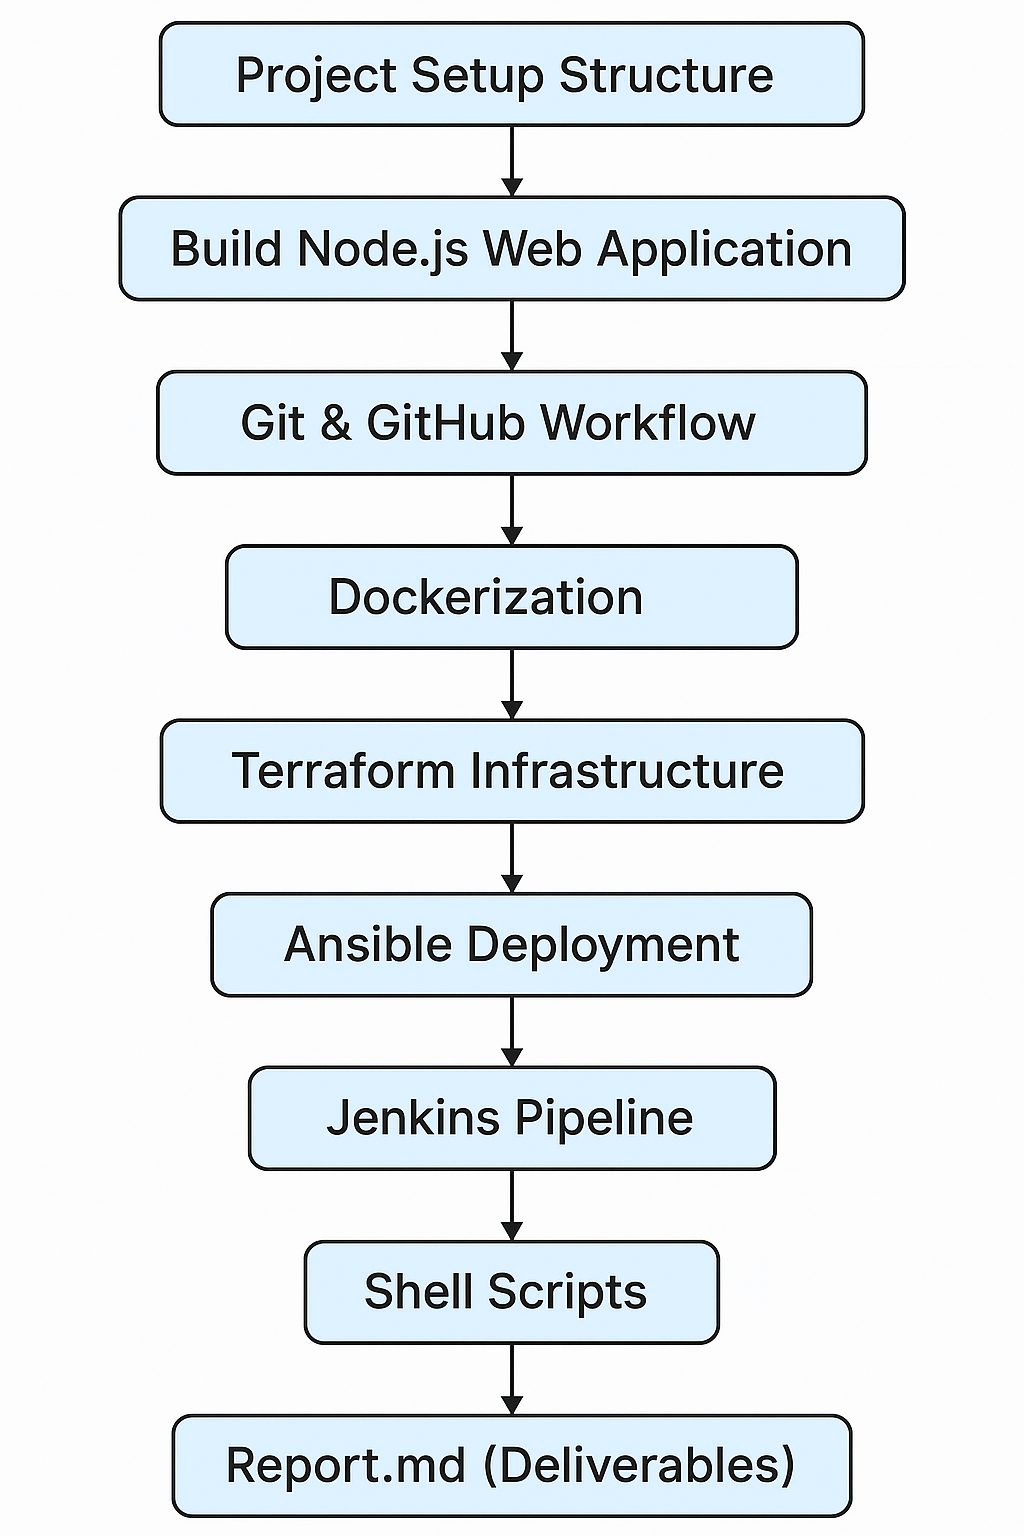 Project Setup Structure
Build Node.js Web Application
Git & GitHub Workflow
Dockerization
Terraform Infrastructure
Ansible Deployment
Jenkins Pipeline
Shell Scripts
Report.md (Deliverables)